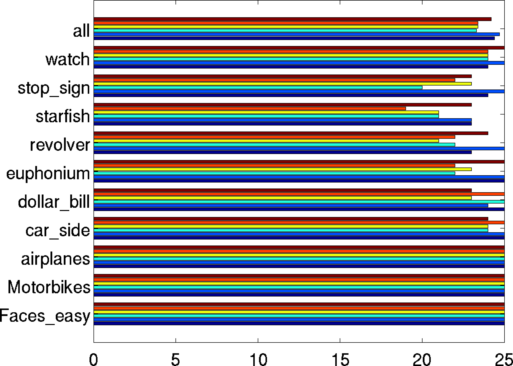 all
watch
stop_sign
starfish
revolver
euphonium
dollar_bill
car_side
airplanes
Motorbikes
Faces_easy
0 5 10 15 20 25